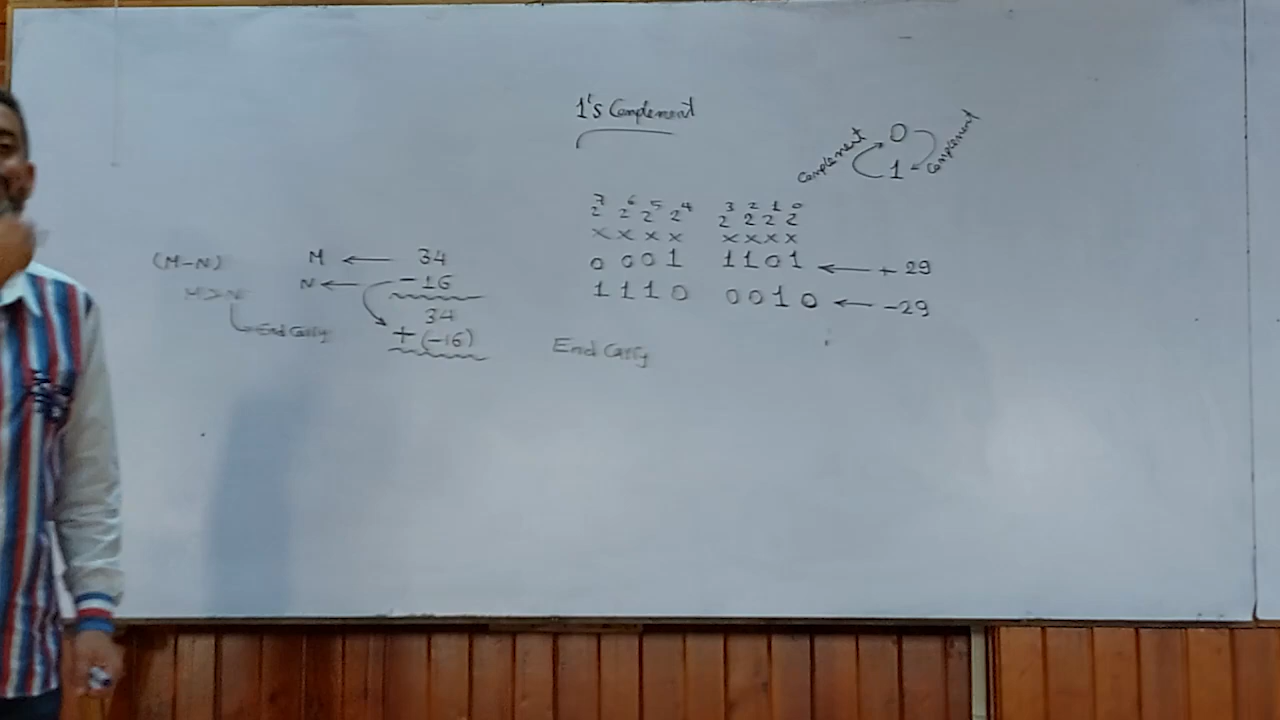 1's Complement
0
Complement
Complement
1
2⁷ 2⁶ 2⁵ 2⁴ 2³ 2² 2¹ 2⁰
× × × × × × × ×
(M-N) M ← 34
0 0 0 1 1 1 0 1 ← + 29
M>N N ← - 16
1 1 1 0 0 0 1 0 ← -29
34
End Carry + (-16)
End Carry